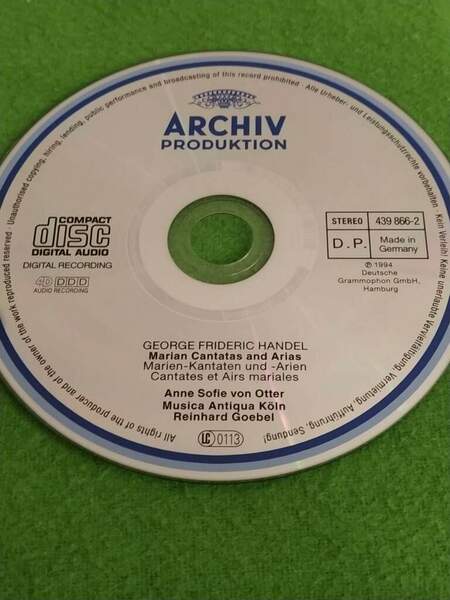 Unauthorised copying, hiring, lending, public performance and broadcasting of this record prohibited · Alle Urheber- und Leistungsschutzrechte vorbehalten · Kein Verleih! Keine unerlaubte Vervielfältigung, Vermietung, Aufführung, Sendung!
ARCHIV
PRODUKTION
COMPACT
disc
DIGITAL AUDIO
DIGITAL RECORDING
4D DDD
AUDIO RECORDING
STEREO 439 866-2
D.P. Made in
Germany
℗ 1994
Deutsche
Grammophon GmbH,
Hamburg
GEORGE FRIDERIC HANDEL
Marian Cantatas and Arias
Marien-Kantaten und -Arien
Cantates et Airs mariales
Anne Sofie von Otter
Musica Antiqua Köln
Reinhard Goebel
LC 0113
All rights of the producer and of the owner of the work reproduced reserved ·